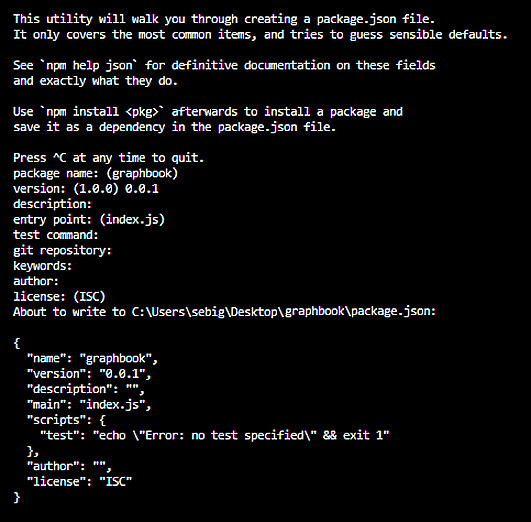 This utility will walk you through creating a package.json file.
It only covers the most common items, and tries to guess sensible defaults.
See `npm help json` for definitive documentation on these fields
and exactly what they do.
Use `npm install <pkg>` afterwards to install a package and
save it as a dependency in the package.json file.
Press ^C at any time to quit.
package name: (graphbook)
version: (1.0.0) 0.0.1
description:
entry point: (index.js)
test command:
git repository:
keywords:
author:
license: (ISC)
About to write to C:\Users\sebig\Desktop\graphbook\package.json:
{
  "name": "graphbook",
  "version": "0.0.1",
  "description": "",
  "main": "index.js",
  "scripts": {
    "test": "echo \"Error: no test specified\" && exit 1"
  },
  "author": "",
  "license": "ISC"
}